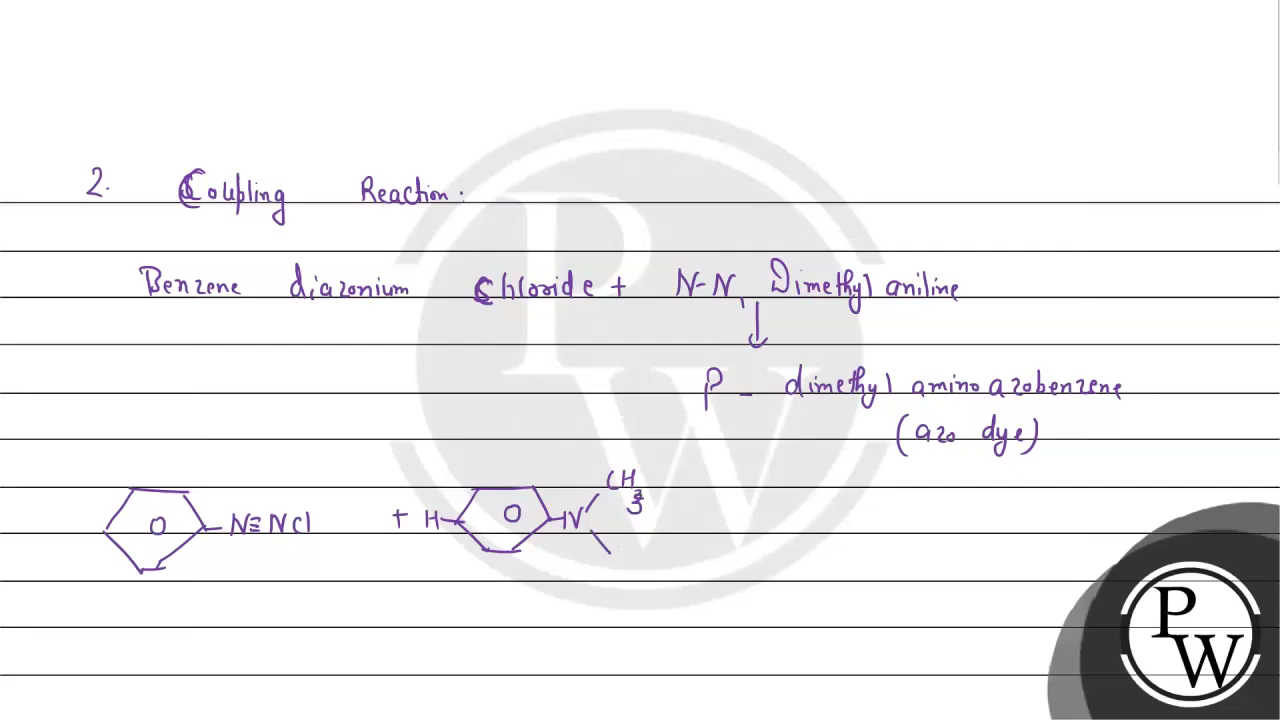 2. Coupling Reaction:
Benzene diazonium Chloride + N-N, Dimethyl aniline
P - dimethyl amino azobenzene
(azo dye)
N≡NCl + H N CH3
P
W